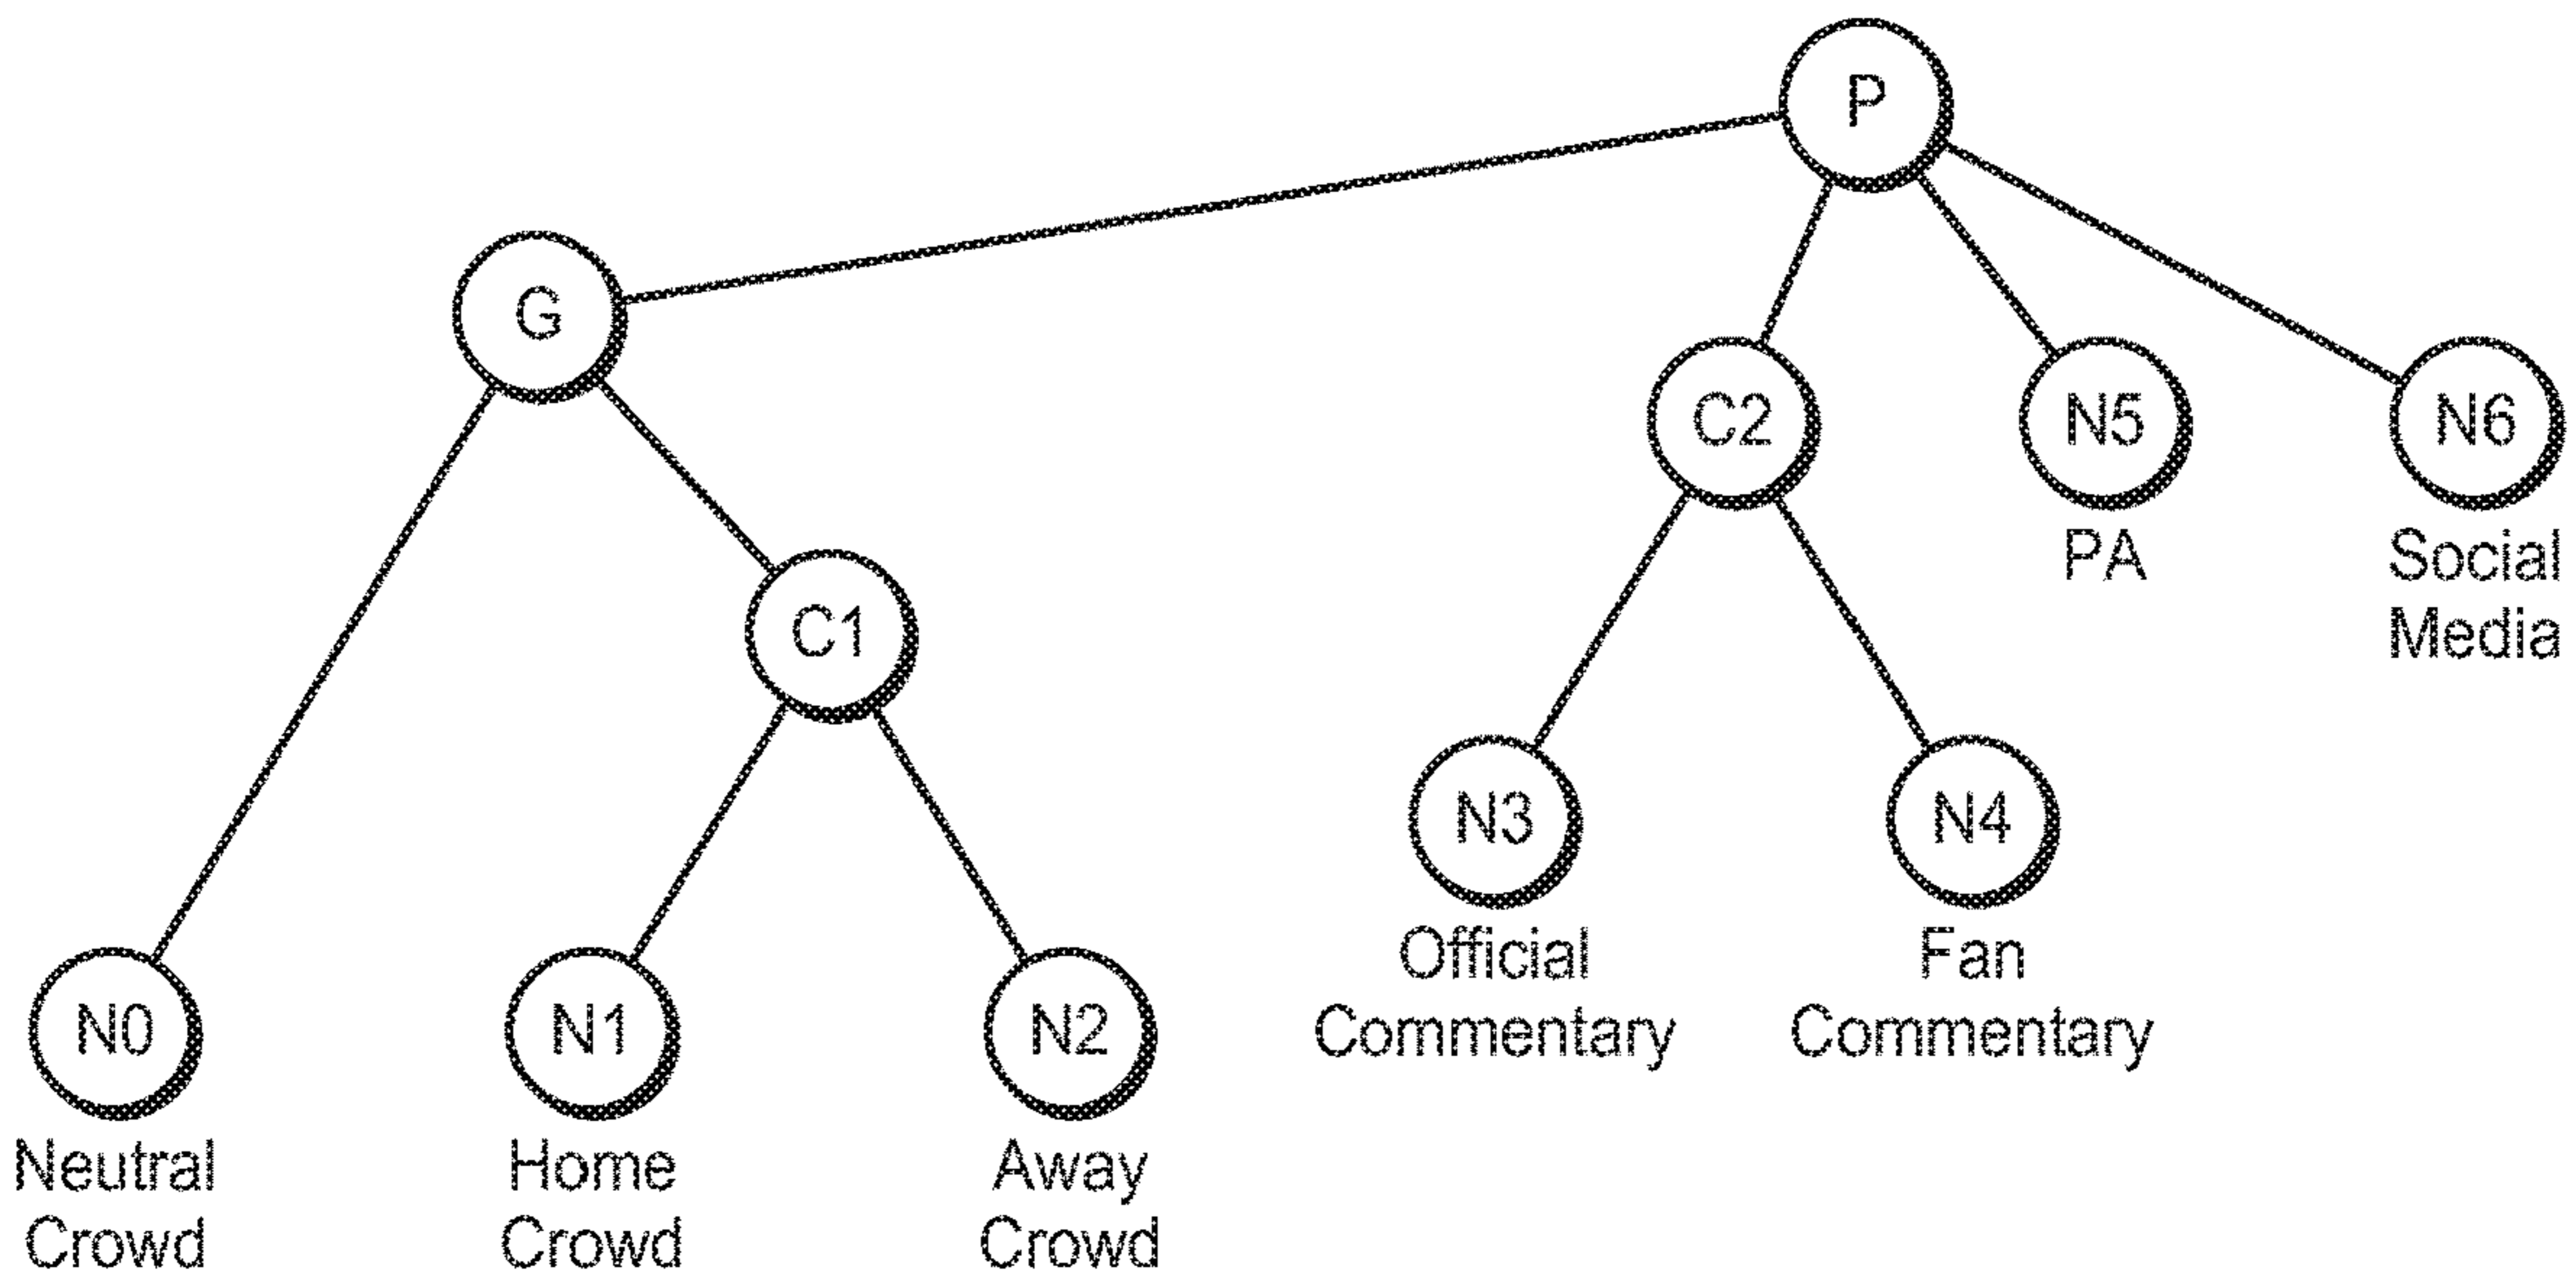 P
G
C2
N5
N6
PA
Social
Media
C1
N3
N4
Official
Commentary
Fan
Commentary
N0
N1
N2
Neutral
Crowd
Home
Crowd
Away
Crowd